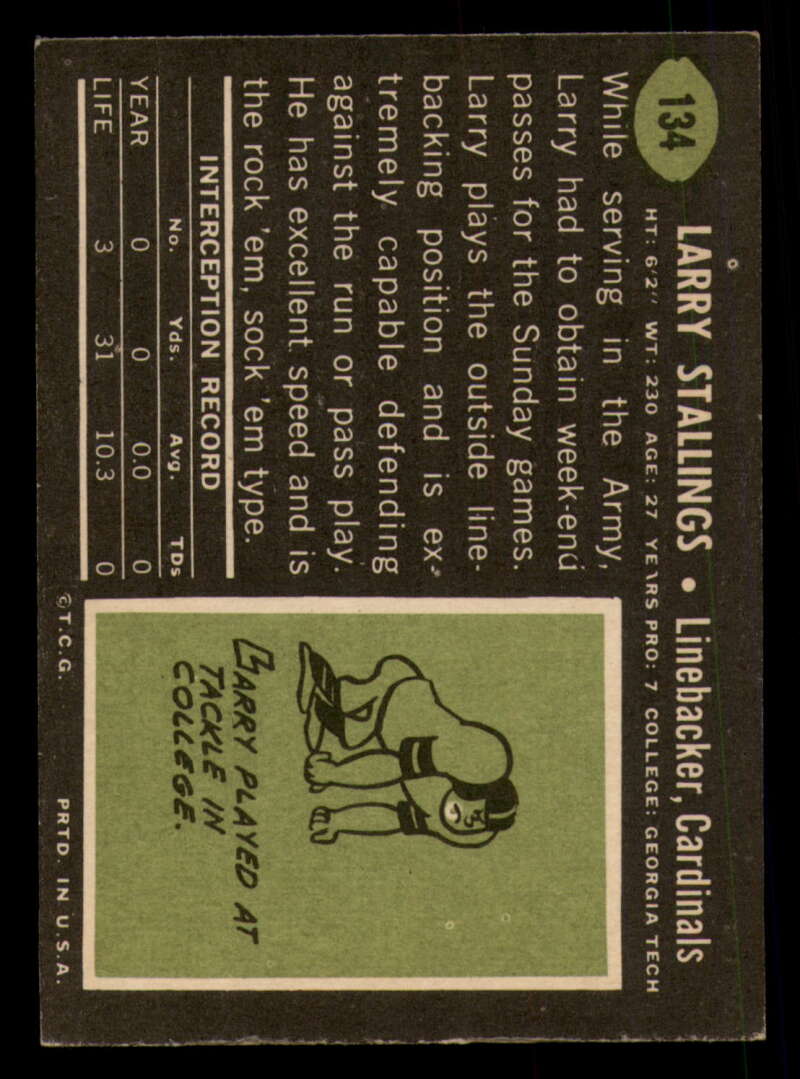 134
LARRY STALLINGS • Linebacker, Cardinals
HT: 6'2" WT: 230 AGE: 27 YEARS PRO: 7 COLLEGE: GEORGIA TECH
While serving in the Army,
Larry had to obtain week-end
passes for the Sunday games.
Larry plays the outside line-
backing position and is ex-
tremely capable defending
against the run or pass play.
He has excellent speed and is
the rock 'em, sock 'em type.
INTERCEPTION RECORD
No. Yds. Avg. TDs
YEAR 0 0 0.0 0
LIFE 3 31 10.3 0
LARRY PLAYED AT
TACKLE IN
COLLEGE.
© T.C.G. PRTD. IN U.S.A.